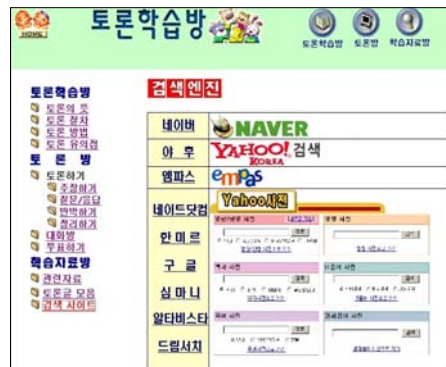 HOME
토론학습방
토론학습방 토론방 학습자료방
토론학습방
토론의 뜻
토론 절차
토론 방법
토론 유의점
토 론 방
토론하기
주장하기
질문/응답
반박하기
정리하기
대화방
투표하기
학습자료방
관련자료
토론글 모음
검색 사이트
검색엔진
네이버 NAVER
야 후 YAHOO! 검색
KOREA
엠파스 empas
네이트닷컴 Yahoo사전
한미르
구 글
심마니
알타비스타
드림서치